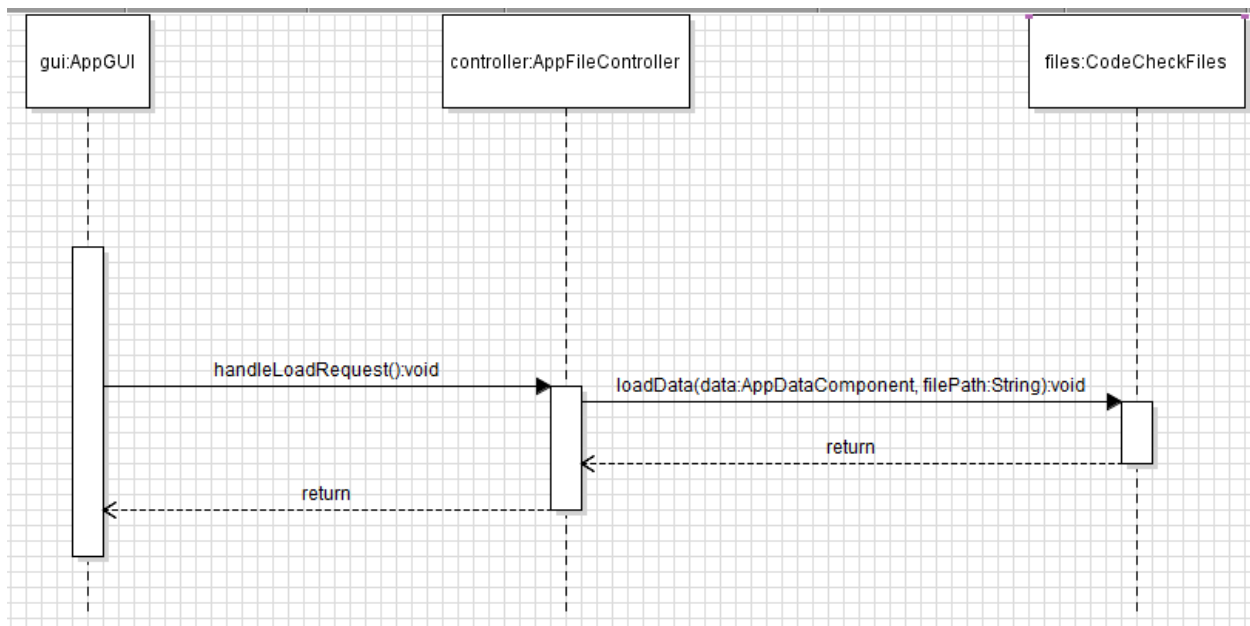 gui:AppGUI
controller:AppFileController
files:CodeCheckFiles
handleLoadRequest():void
loadData(data:AppDataComponent, filePath:String):void
return
return